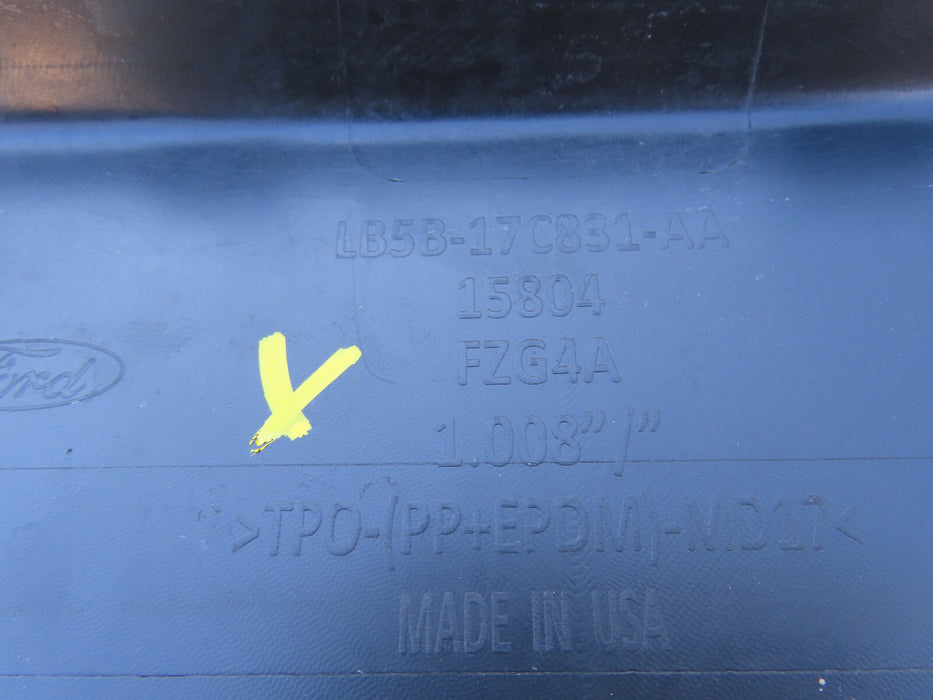 LB5B-17C831-AA
15804
FZG4A
Ford
1.008”/”
>TPO-(PP+EPDM)-MD17<
MADE IN USA